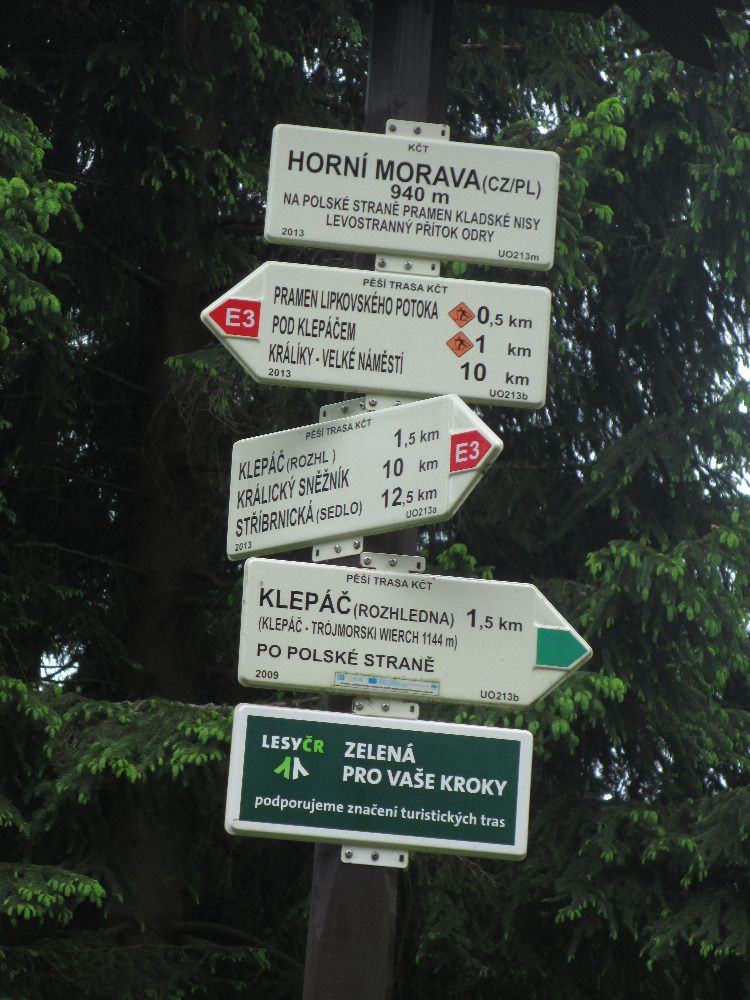 KČT
HORNÍ MORAVA (CZ/PL)
940 m
NA POLSKÉ STRANĚ PRAMEN KLADSKÉ NISY
LEVOSTRANNÝ PŘÍTOK ODRY
2013 UO213m
PĚŠÍ TRASA KČT
E3
PRAMEN LIPKOVSKÉHO POTOKA 0,5 km
POD KLEPÁČEM 1 km
KRÁLÍKY - VELKÉ NÁMĚSTÍ 10 km
2013 UO213b
PĚŠÍ TRASA KČT
KLEPÁČ (ROZHL ) 1,5 km
KRÁLICKÝ SNĚŽNÍK 10 km
STŘÍBRNICKÁ (SEDLO) 12,5 km
E3
2013 UO213a
PĚŠÍ TRASA KČT
KLEPÁČ (ROZHLEDNA) 1,5 km
(KLEPÁČ - TRÓJMORSKI WIERCH 1144 m)
PO POLSKÉ STRANĚ
2009 UO213b
LESYČR
ZELENÁ
PRO VAŠE KROKY
podporujeme značení turistických tras